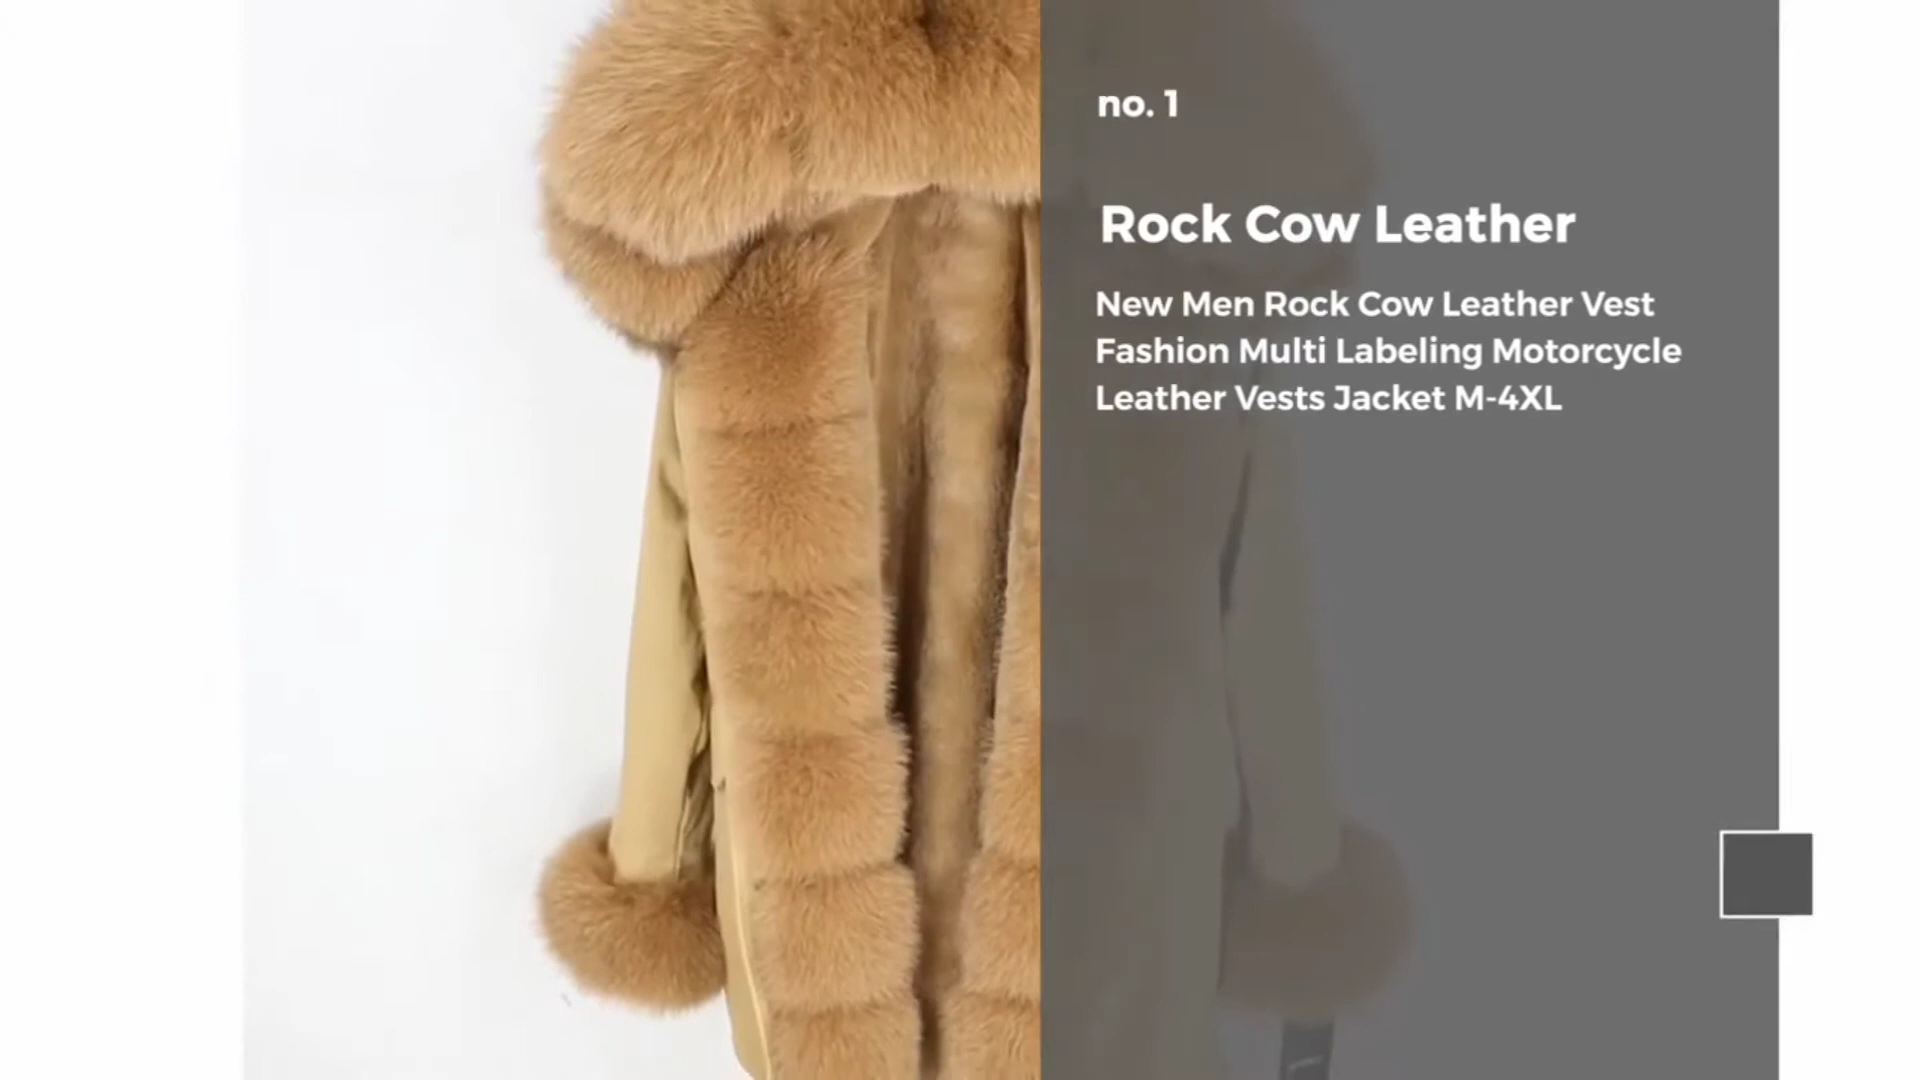 no. 1
Rock Cow Leather
New Men Rock Cow Leather Vest
Fashion Multi Labeling Motorcycle
Leather Vests Jacket M-4XL